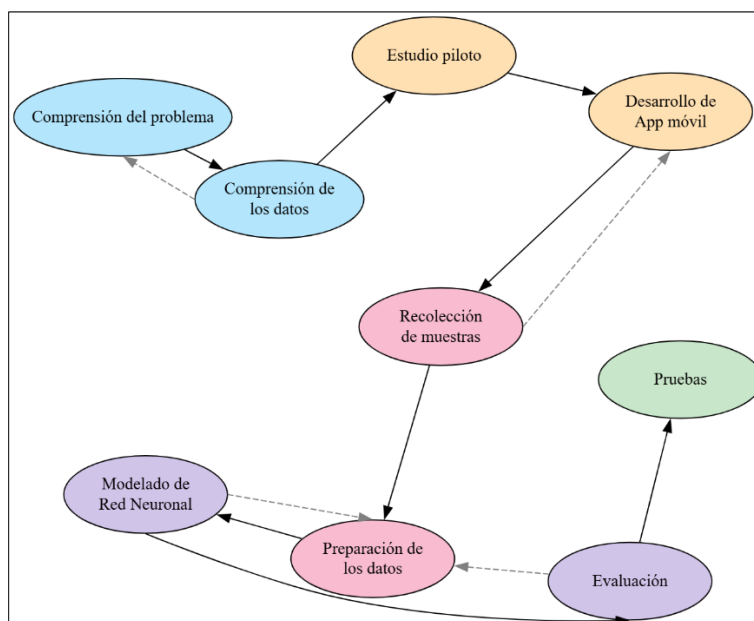 Estudio piloto
Desarrollo de
App móvil
Comprensión del problema
Comprensión de
los datos
Recolección
de muestras
Pruebas
Modelado de
Red Neuronal
Preparación de
los datos
Evaluación